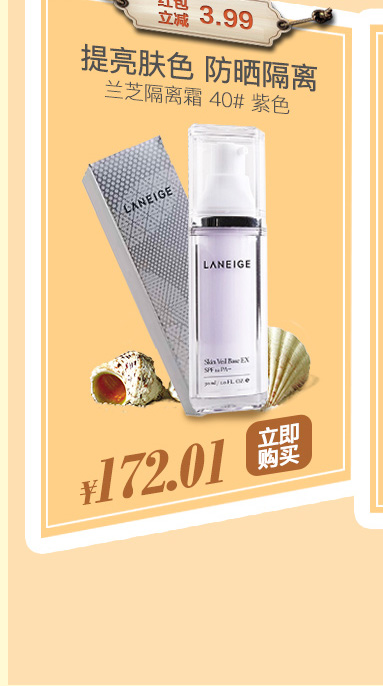 红包
立减 3.99
提亮肤色 防晒隔离
兰芝隔离霜 40# 紫色
LANEIGE
LANEIGE
Skin Veil Base EX
¥172.01
立即
购买